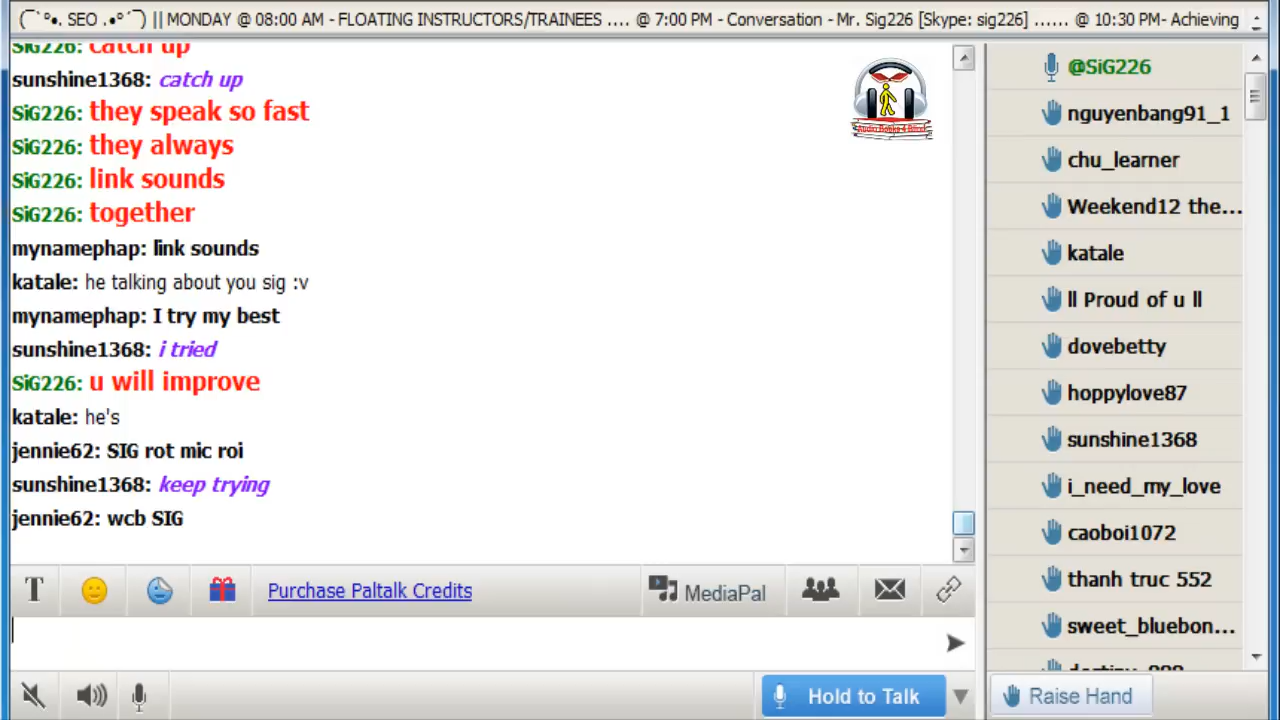 (¯`°•. SEO .•°´¯) || MONDAY @ 08:00 AM - FLOATING INSTRUCTORS/TRAINEES .... @ 7:00 PM - Conversation - Mr. Sig226 [Skype: sig226] ...... @ 10:30 PM- Achieving
SiG226: catch up
sunshine1368: catch up
SiG226: they speak so fast
SiG226: they always
SiG226: link sounds
SiG226: together
mynamephap: link sounds
katale: he talking about you sig :v
mynamephap: I try my best
sunshine1368: i tried
SiG226: u will improve
katale: he's
jennie62: SIG rot mic roi
sunshine1368: keep trying
jennie62: wcb SIG
T
Purchase Paltalk Credits
MediaPal
Hold to Talk
@SiG226
nguyenbang91_1
chu_learner
Weekend12 the...
katale
ll Proud of u ll
dovebetty
hoppylove87
sunshine1368
i_need_my_love
caoboi1072
thanh truc 552
sweet_bluebon...
Raise Hand